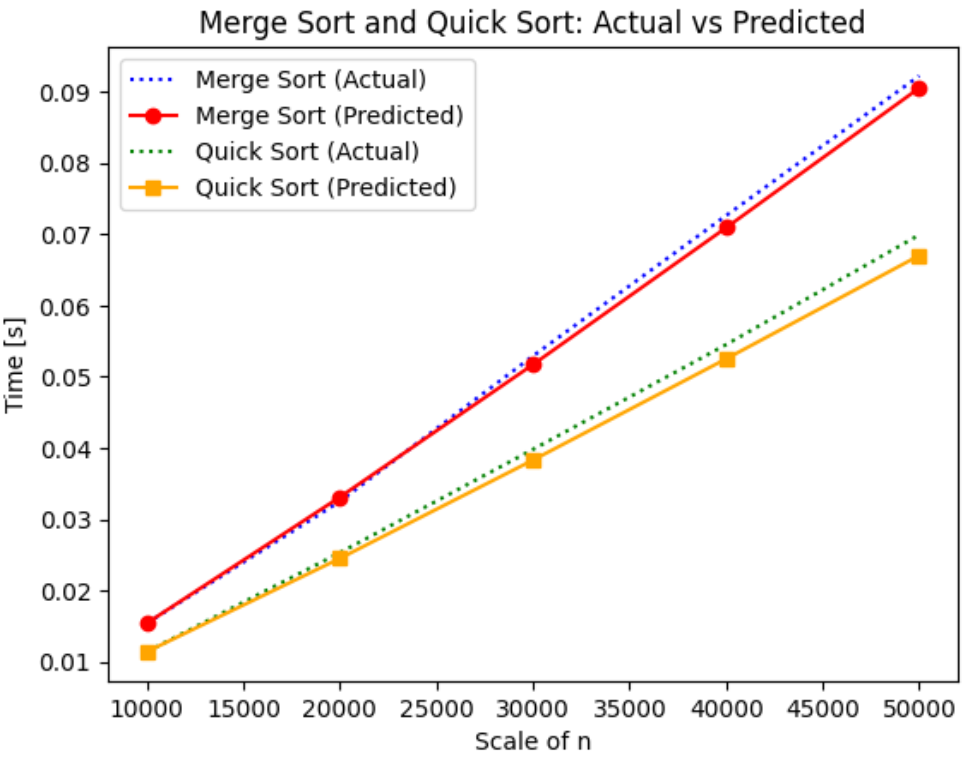 Merge Sort and Quick Sort: Actual vs Predicted
Merge Sort (Actual)
Merge Sort (Predicted)
Quick Sort (Actual)
Quick Sort (Predicted)
0.09
0.08
0.07
0.06
0.05
0.04
0.03
0.02
0.01
Time [s]
10000 15000 20000 25000 30000 35000 40000 45000 50000
Scale of n